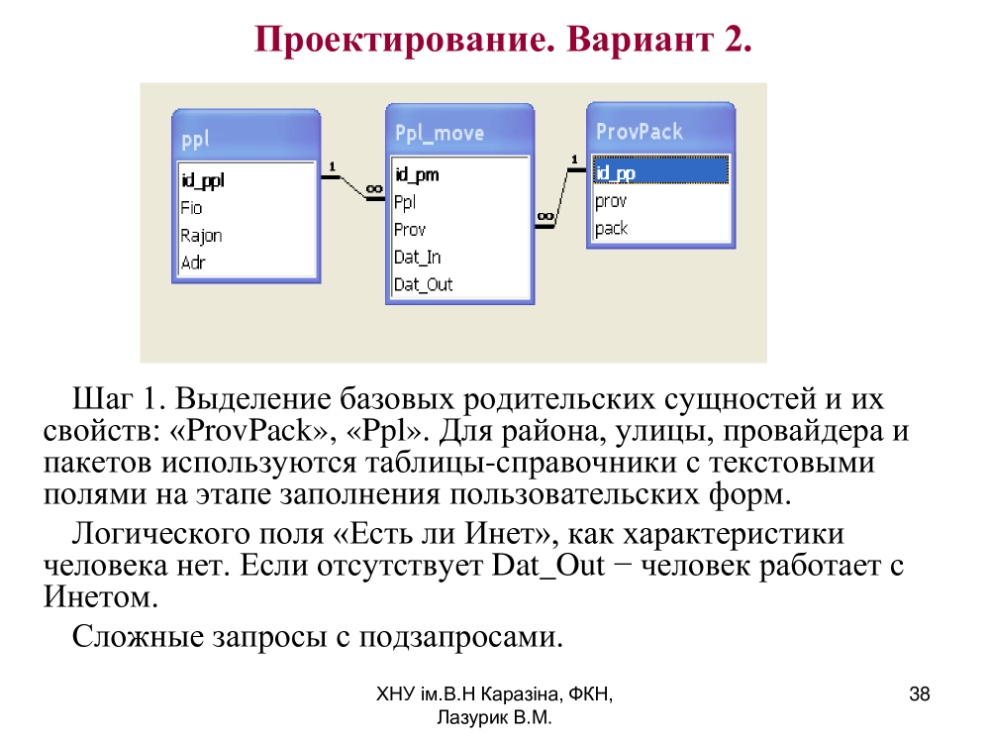 Проектирование. Вариант 2.
ppl
id_ppl
Fio
Rajon
Adr
1
∞
Ppl_move
id_pm
Ppl
Prov
Dat_In
Dat_Out
∞
1
ProvPack
id_pp
prov
pack
Шаг 1. Выделение базовых родительских сущностей и их
свойств: «ProvPack», «Ppl». Для района, улицы, провайдера и
пакетов используются таблицы-справочники с текстовыми
полями на этапе заполнения пользовательских форм.
Логического поля «Есть ли Инет», как характеристики
человека нет. Если отсутствует Dat_Out − человек работает с
Инетом.
Сложные запросы с подзапросами.
ХНУ ім.В.Н Каразіна, ФКН,
Лазурик В.М.
38